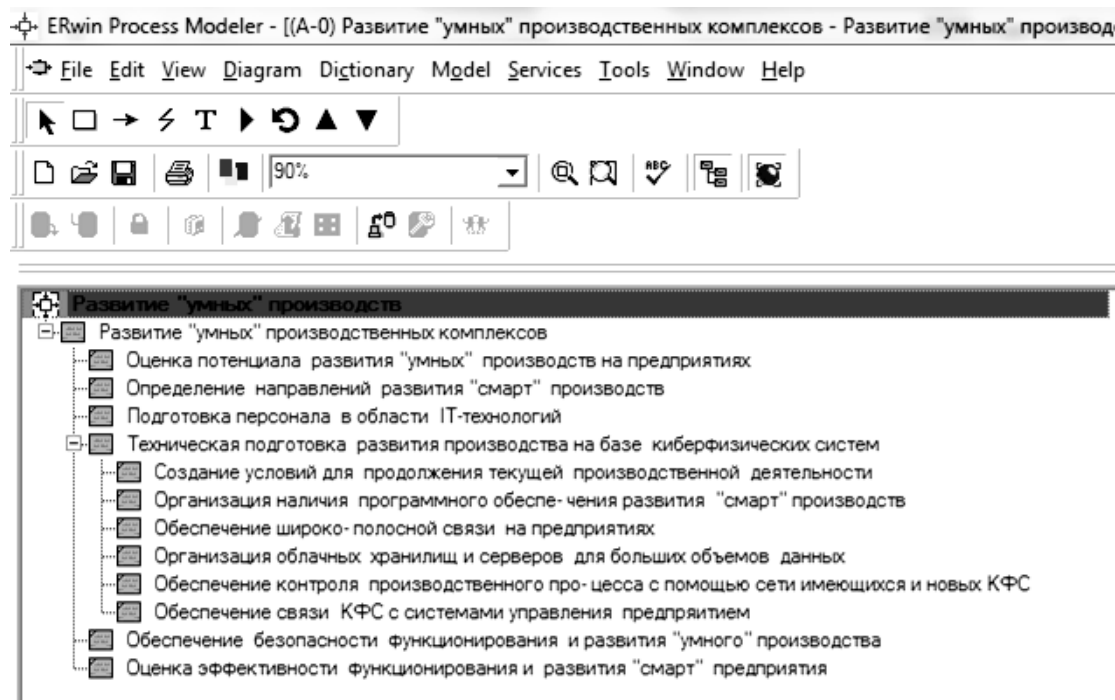 ERwin Process Modeler - [(A-0) Развитие "умных" производственных комплексов - Развитие "умных" производ
File Edit View Diagram Dictionary Model Services Tools Window Help
T
90% ABC
Развитие "умных" производств
Развитие "умных" производственных комплексов
Оценка потенциала развития "умных" производств на предприятиях
Определение направлений развития "смарт" производств
Подготовка персонала в области IT-технологий
Техническая подготовка развития производства на базе киберфизических систем
Создание условий для продолжения текущей производственной деятельности
Организация наличия программного обеспе- чения развития "смарт" производств
Обеспечение широко- полосной связи на предприятиях
Организация облачных хранилищ и серверов для больших объемов данных
Обеспечение контроля производственного про- цесса с помощью сети имеющихся и новых КФС
Обеспечение связи КФС с системами управления предпряитием
Обеспечение безопасности функционирования и развития "умного" производства
Оценка эффективности функционирования и развития "смарт" предприятия